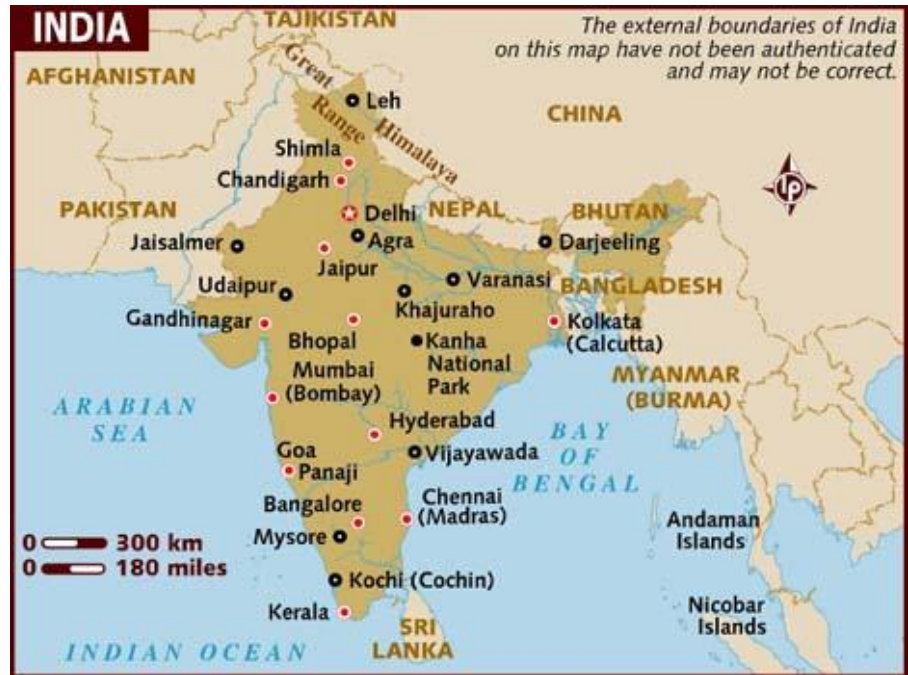 INDIA
TAJIKISTAN
The external boundaries of India
on this map have not been authenticated
and may not be correct.
AFGHANISTAN
Great
Range
Himalaya
Leh
CHINA
Shimla
Chandigarh
lp
PAKISTAN
Delhi
NEPAL
BHUTAN
Jaisalmer
Agra
Darjeeling
Jaipur
Udaipur
Varanasi
BANGLADESH
Khajuraho
Gandhinagar
Bhopal
Kanha
National
Park
Kolkata
(Calcutta)
Mumbai
(Bombay)
MYANMAR
(BURMA)
ARABIAN
SEA
Hyderabad
BAY
OF
BENGAL
Goa
Panaji
Vijayawada
Bangalore
Chennai
(Madras)
Mysore
Andaman
Islands
0 300 km
0 180 miles
Kochi (Cochin)
Kerala
Nicobar
Islands
SRI
LANKA
INDIAN OCEAN